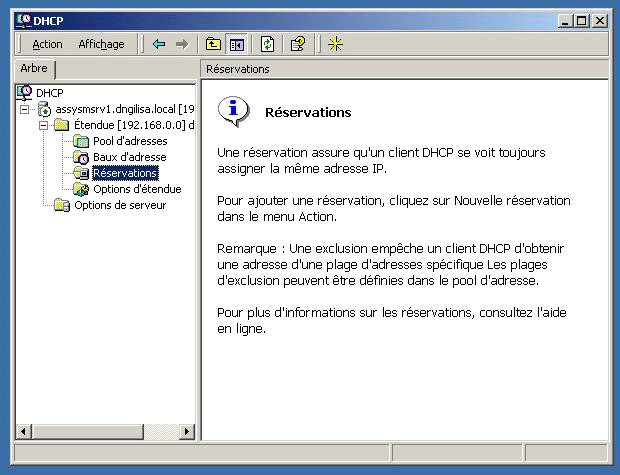 DHCP
Action Affichage
Arbre
Réservations
DHCP
assysmsrv1.dngilisa.local [19
Étendue [192.168.0.0] d
Pool d'adresses
Baux d'adresse
Réservations
Options d'étendue
Options de serveur
Réservations
Une réservation assure qu'un client DHCP se voit toujours
assigner la même adresse IP.
Pour ajouter une réservation, cliquez sur Nouvelle réservation
dans le menu Action.
Remarque : Une exclusion empêche un client DHCP d'obtenir
une adresse d'une plage d'adresses spécifique Les plages
d'exclusion peuvent être définies dans le pool d'adresse.
Pour plus d'informations sur les réservations, consultez l'aide
en ligne.